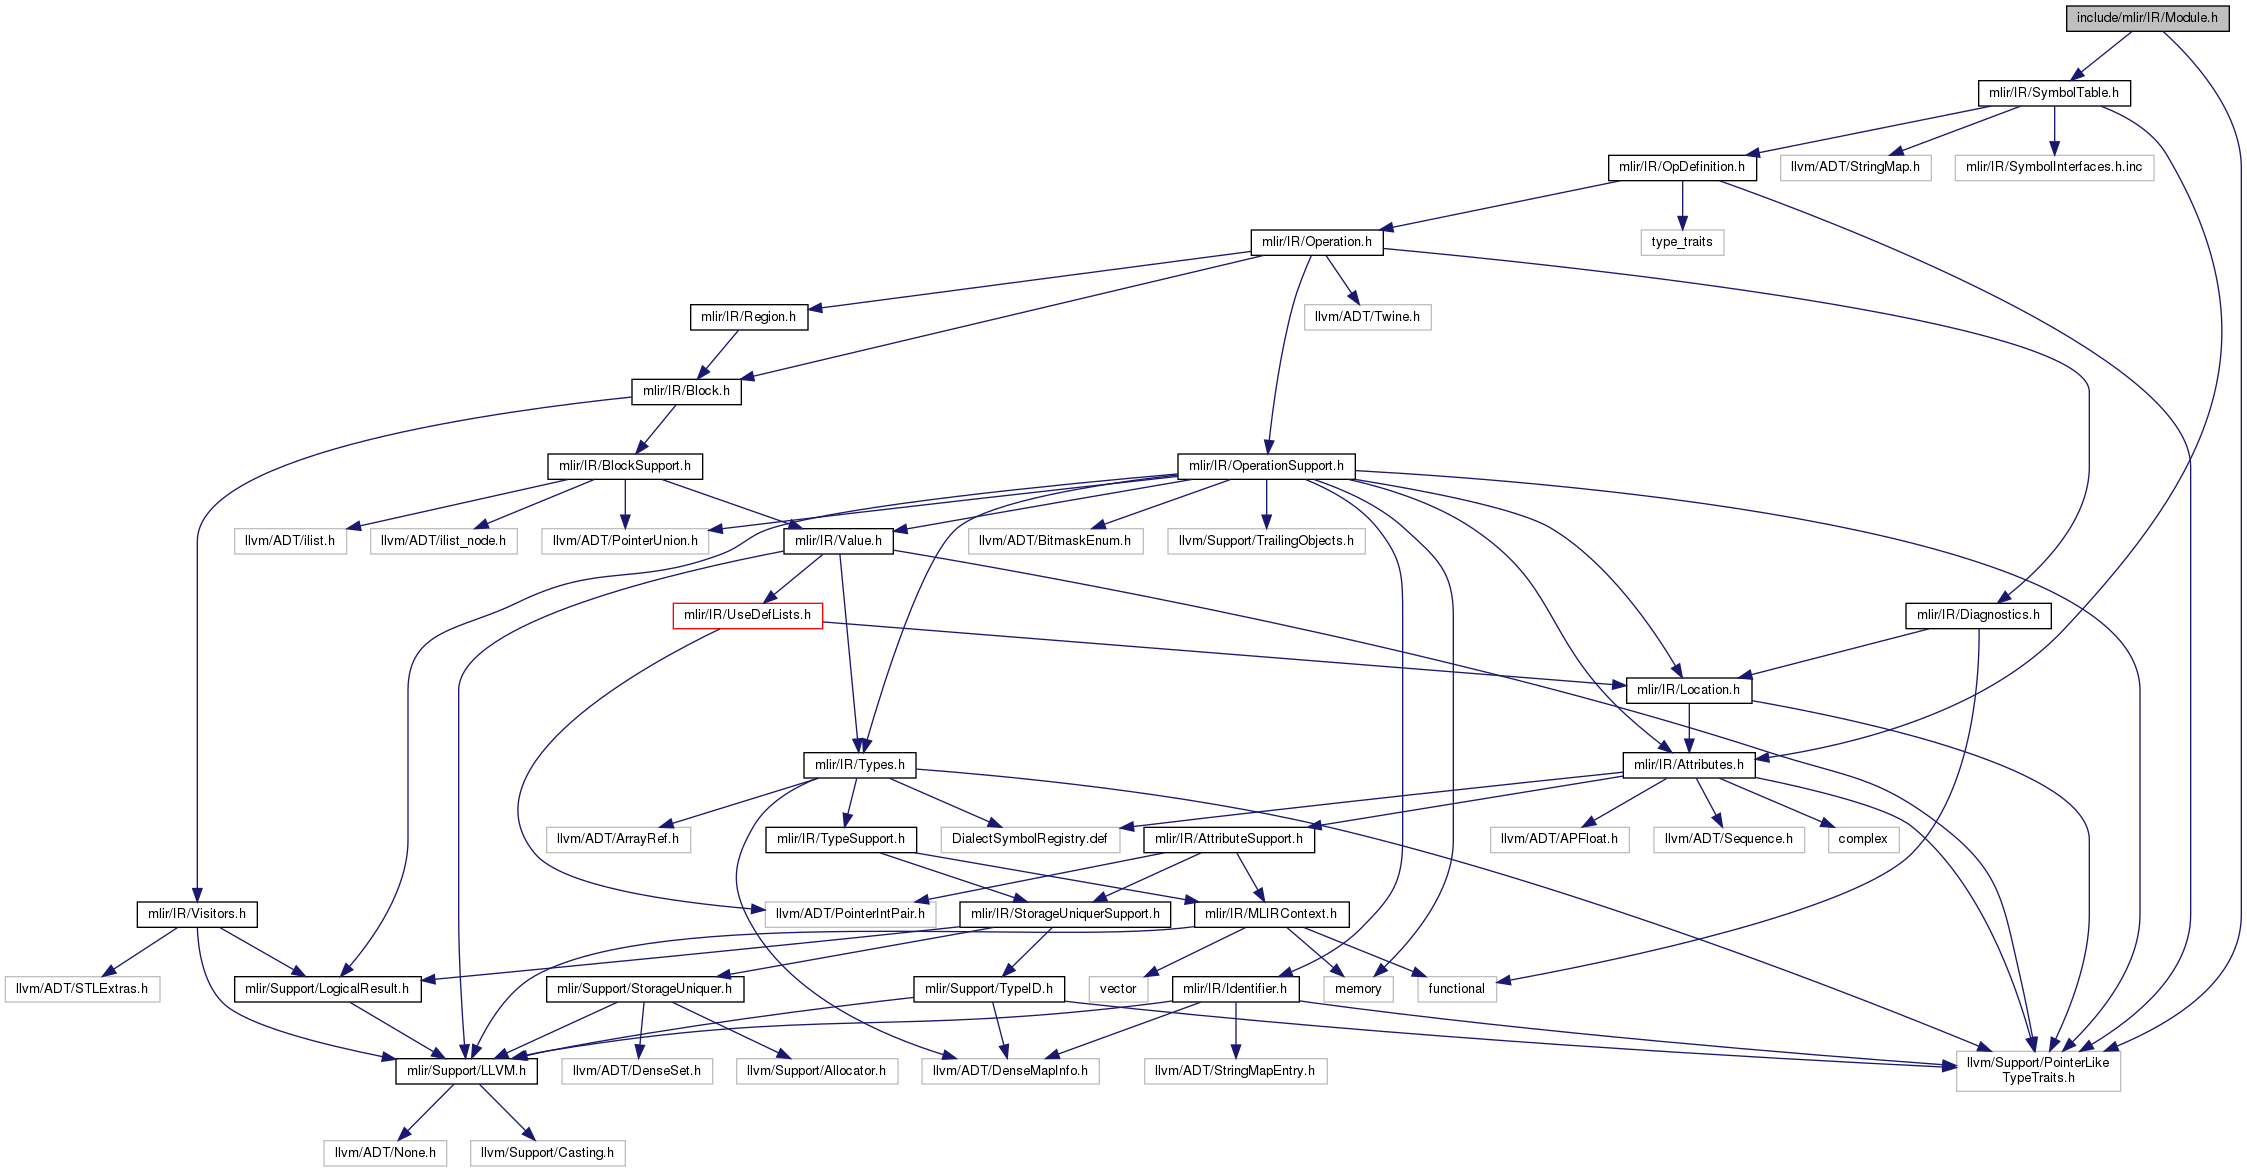 include/mlir/IR/Module.h
mlir/IR/SymbolTable.h
mlir/IR/OpDefinition.h
llvm/ADT/StringMap.h
mlir/IR/SymbolInterfaces.h.inc
mlir/IR/Operation.h
type_traits
mlir/IR/Region.h
llvm/ADT/Twine.h
mlir/IR/Block.h
mlir/IR/BlockSupport.h
mlir/IR/OperationSupport.h
llvm/ADT/ilist.h
llvm/ADT/ilist_node.h
llvm/ADT/PointerUnion.h
mlir/IR/Value.h
llvm/ADT/BitmaskEnum.h
llvm/Support/TrailingObjects.h
mlir/IR/UseDefLists.h
mlir/IR/Diagnostics.h
mlir/IR/Location.h
mlir/IR/Types.h
mlir/IR/Attributes.h
llvm/ADT/ArrayRef.h
mlir/IR/TypeSupport.h
DialectSymbolRegistry.def
mlir/IR/AttributeSupport.h
llvm/ADT/APFloat.h
llvm/ADT/Sequence.h
complex
mlir/IR/Visitors.h
llvm/ADT/PointerIntPair.h
mlir/IR/StorageUniquerSupport.h
mlir/IR/MLIRContext.h
llvm/ADT/STLExtras.h
mlir/Support/LogicalResult.h
mlir/Support/StorageUniquer.h
mlir/Support/TypeID.h
vector
mlir/IR/Identifier.h
memory
functional
mlir/Support/LLVM.h
llvm/ADT/DenseSet.h
llvm/Support/Allocator.h
llvm/ADT/DenseMapInfo.h
llvm/ADT/StringMapEntry.h
llvm/Support/PointerLike
TypeTraits.h
llvm/ADT/None.h
llvm/Support/Casting.h